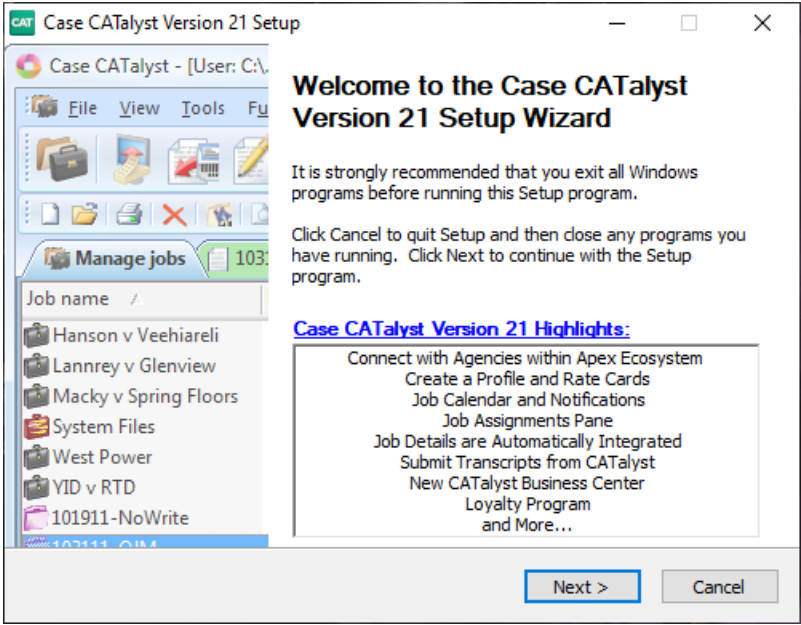 CAT Case CATalyst Version 21 Setup
Case CATalyst - [User: C:\.
File View Tools Fu
Manage jobs 103
Job name
Hanson v Veehiareli
Lannrey v Glenview
Macky v Spring Floors
System Files
West Power
YID v RTD
101911-NoWrite
Welcome to the Case CATalyst
Version 21 Setup Wizard
It is strongly recommended that you exit all Windows
programs before running this Setup program.
Click Cancel to quit Setup and then close any programs you
have running. Click Next to continue with the Setup
program.
Case CATalyst Version 21 Highlights:
Connect with Agencies within Apex Ecosystem
Create a Profile and Rate Cards
Job Calendar and Notifications
Job Assignments Pane
Job Details are Automatically Integrated
Submit Transcripts from CATalyst
New CATalyst Business Center
Loyalty Program
and More...
Next >
Cancel